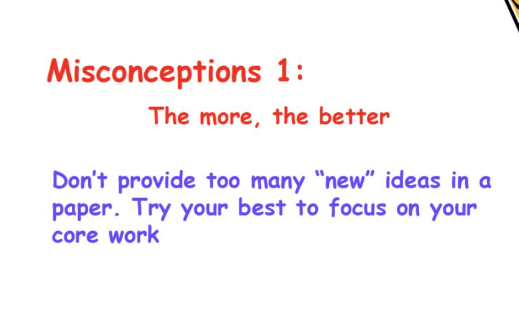 Misconceptions 1:
The more, the better
Don't provide too many “new” ideas in a
paper. Try your best to focus on your
core work